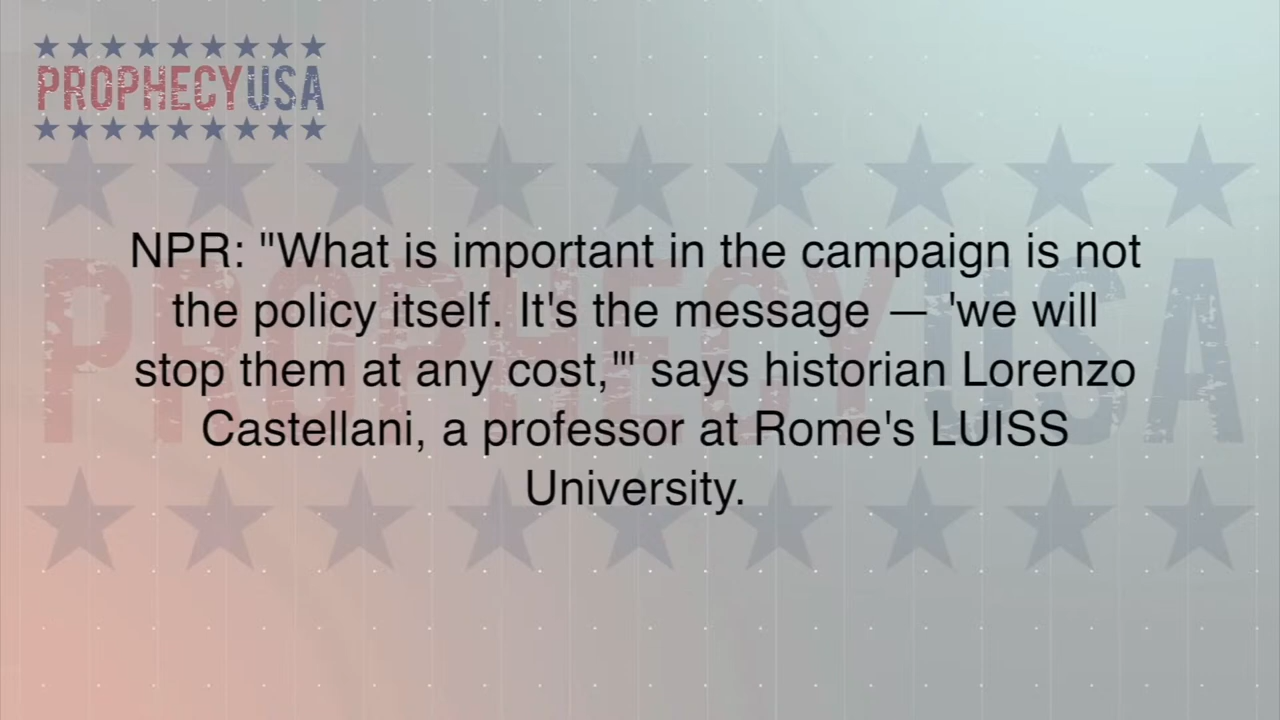 PROPHECYUSA
NPR: "What is important in the campaign is not
the policy itself. It's the message — 'we will
stop them at any cost,'" says historian Lorenzo
Castellani, a professor at Rome's LUISS
University.
PROPHECYUSA